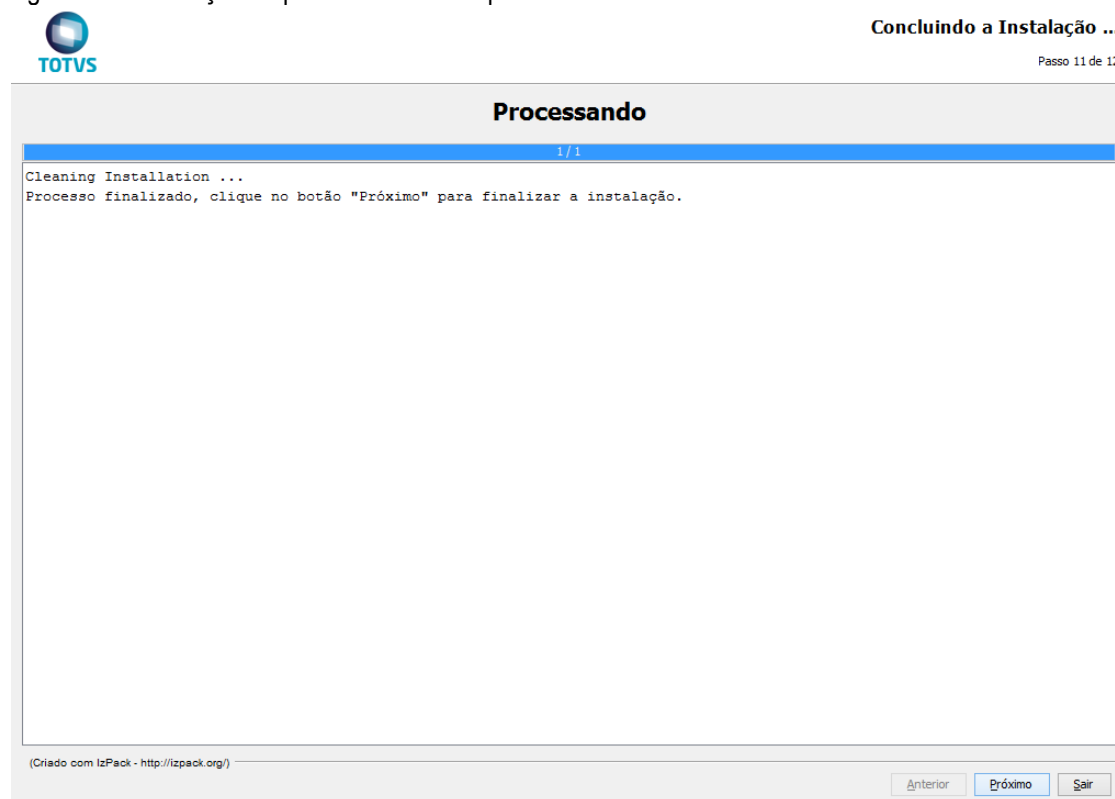 Concluindo a Instalação ..
TOTVS
Passo 11 de 12
Processando
1 / 1
Cleaning Installation ...
Processo finalizado, clique no botão "Próximo" para finalizar a instalação.
(Criado com IzPack - http://izpack.org/)
Anterior Próximo Sair